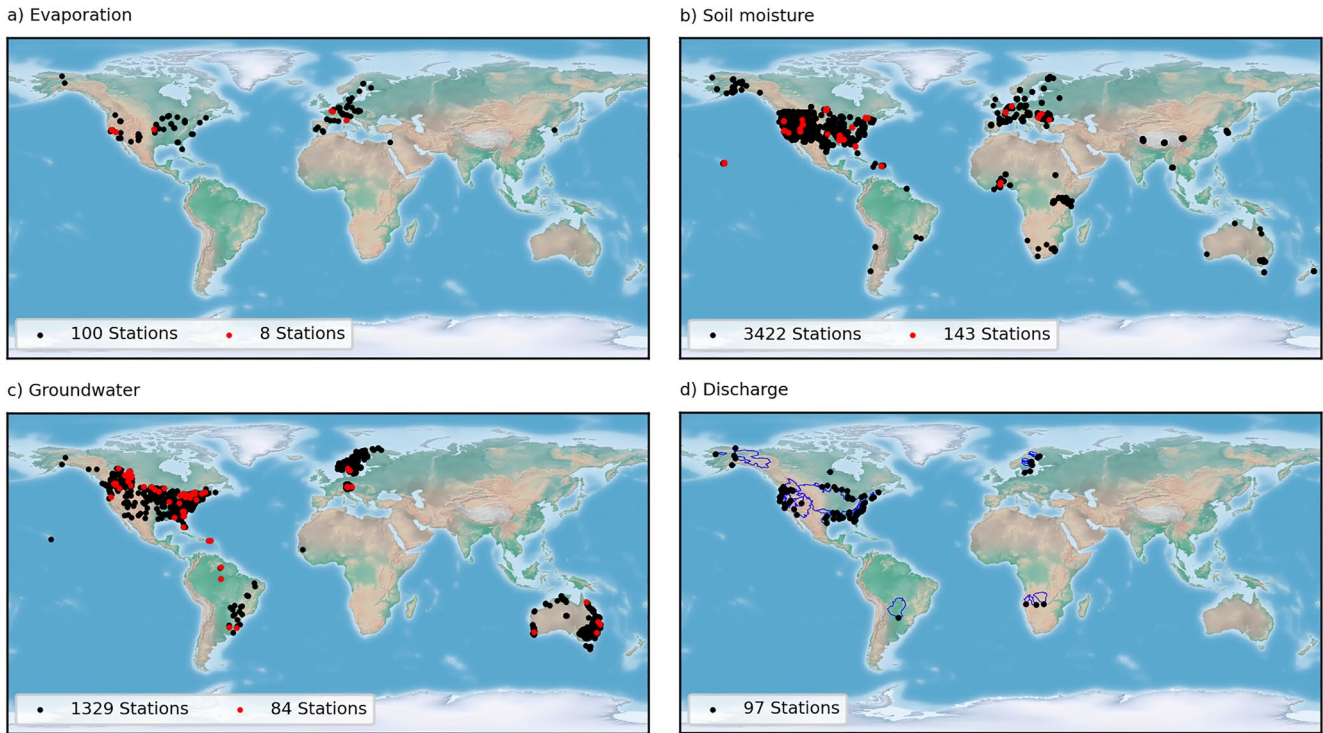 a) Evaporation
b) Soil moisture
100 Stations 8 Stations
3422 Stations 143 Stations
c) Groundwater
d) Discharge
1329 Stations 84 Stations
97 Stations